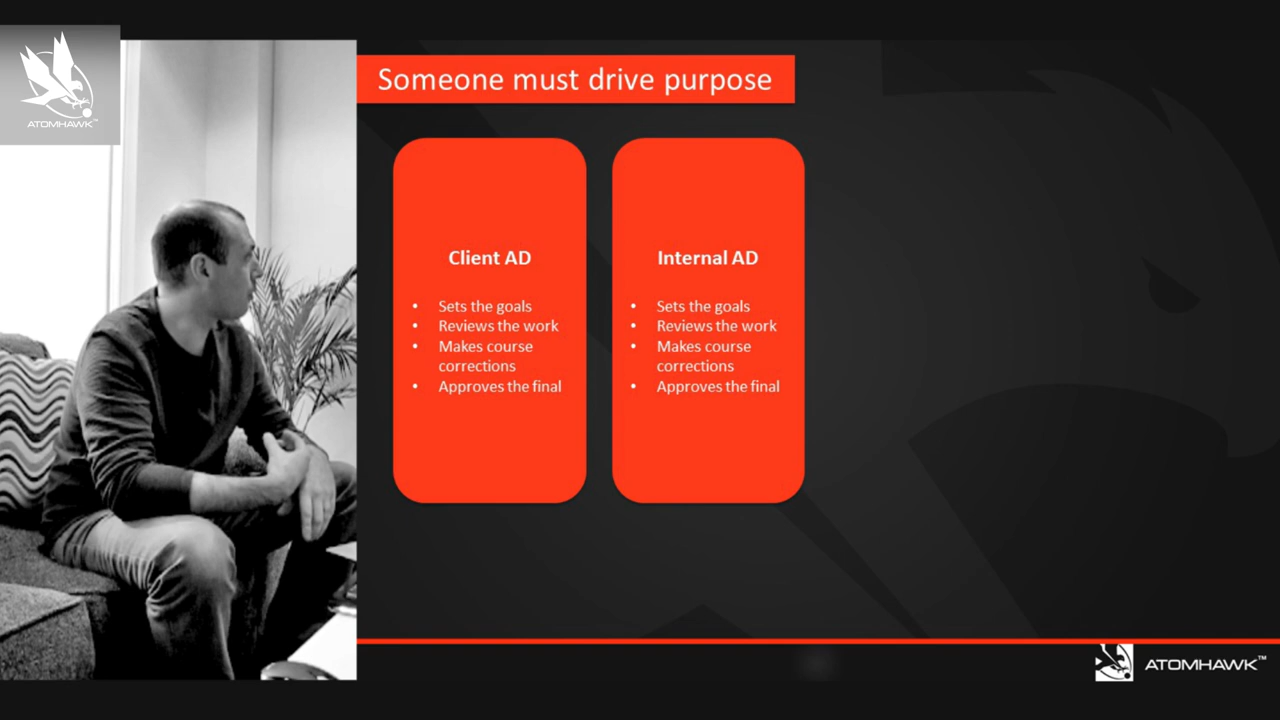 ATOMHAWK™
Someone must drive purpose
Client AD
• Sets the goals
• Reviews the work
• Makes course
corrections
• Approves the final
Internal AD
• Sets the goals
• Reviews the work
• Makes course
corrections
• Approves the final
ATOMHAWK™